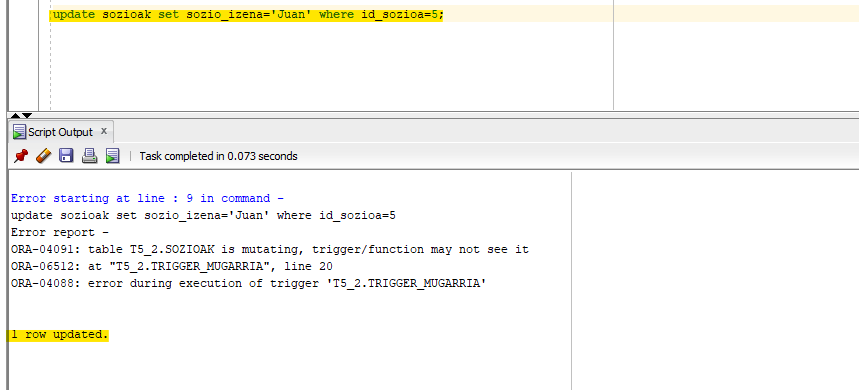 update sozioak set sozio_izena='Juan' where id_sozioa=5;
Script Output x
Task completed in 0.073 seconds
Error starting at line : 9 in command -
update sozioak set sozio_izena='Juan' where id_sozioa=5
Error report -
ORA-04091: table T5_2.SOZIOAK is mutating, trigger/function may not see it
ORA-06512: at "T5_2.TRIGGER_MUGARRIA", line 20
ORA-04088: error during execution of trigger 'T5_2.TRIGGER_MUGARRIA'
1 row updated.